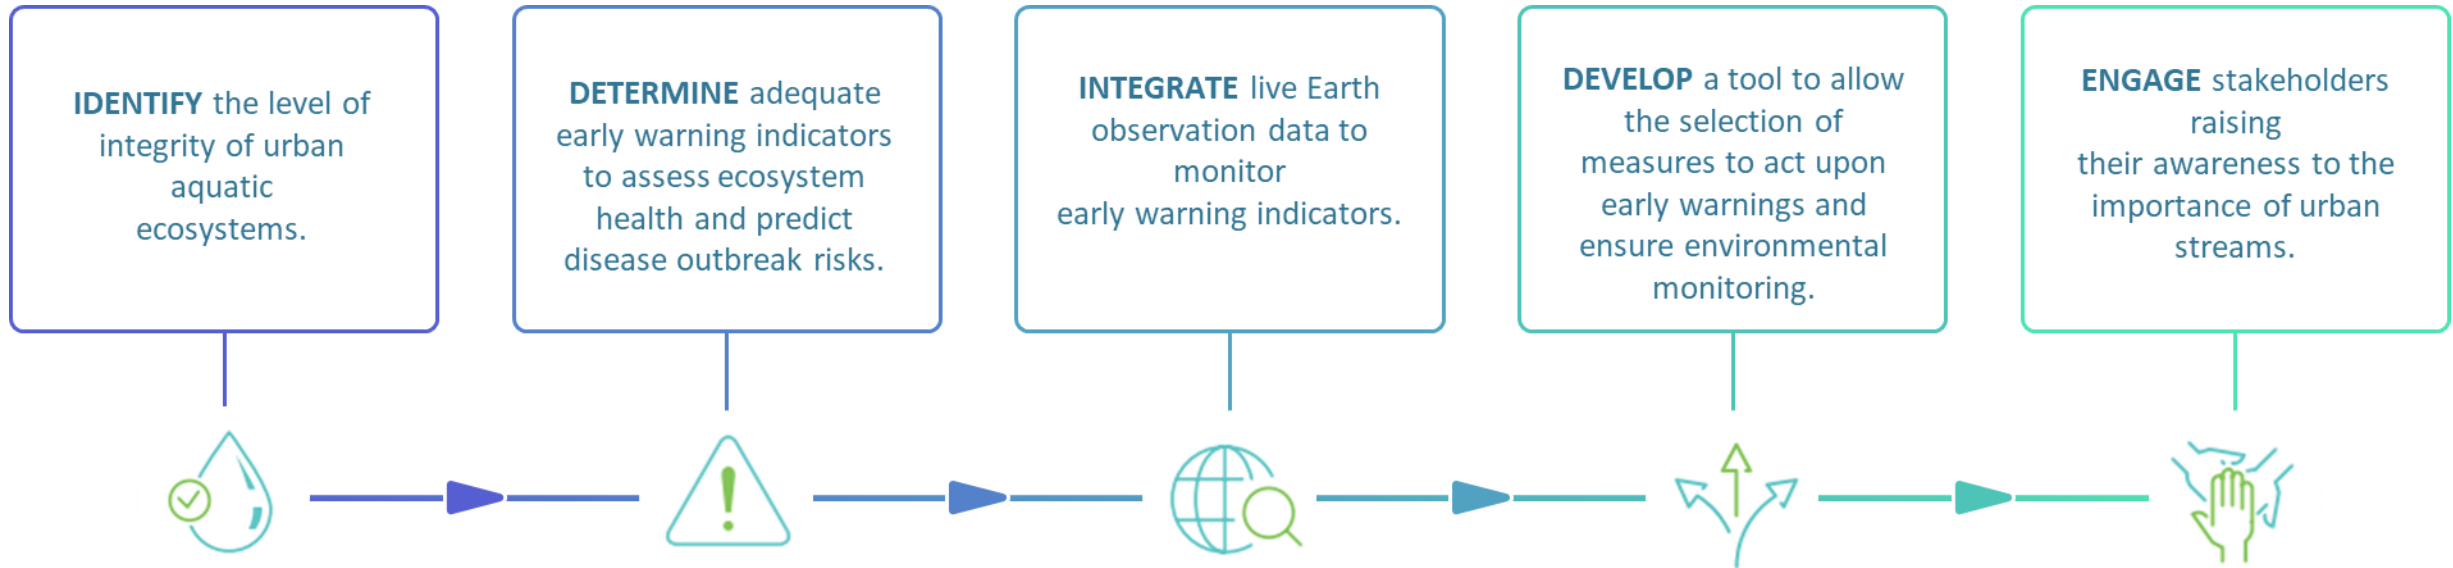 IDENTIFY the level of
integrity of urban
aquatic
ecosystems.
DETERMINE adequate
early warning indicators
to assess ecosystem
health and predict
disease outbreak risks.
INTEGRATE live Earth
observation data to
monitor
early warning indicators.
DEVELOP a tool to allow
the selection of
measures to act upon
early warnings and
ensure environmental
monitoring.
ENGAGE stakeholders
raising
their awareness to the
importance of urban
streams.